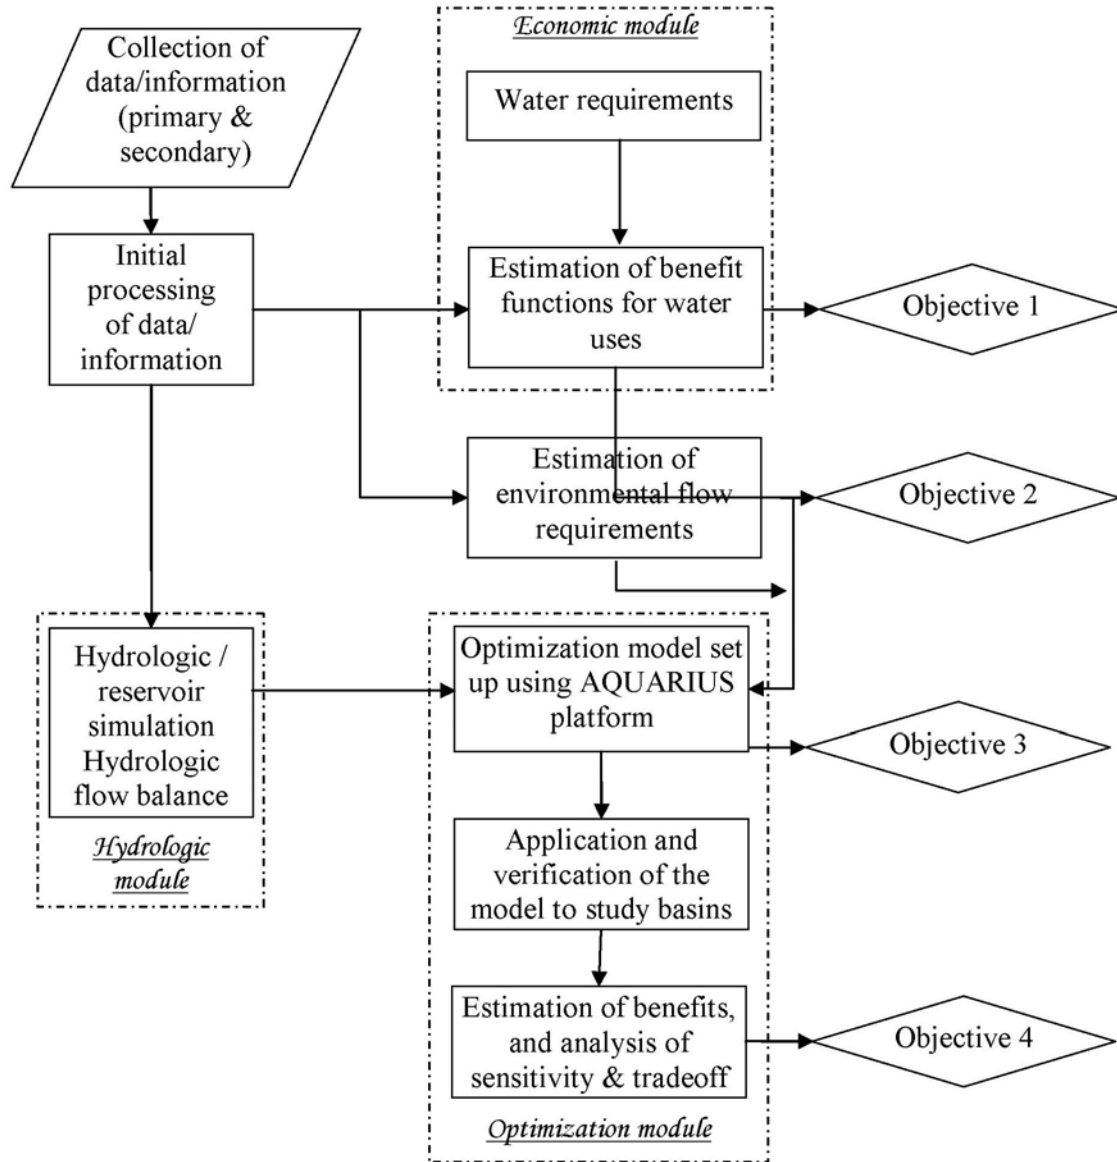 Collection of
data/information
(primary &
secondary)
Economic module
Water requirements
Initial
processing
of data/
information
Estimation of benefit
functions for water
uses
Objective 1
Estimation of
environmental flow
requirements
Objective 2
Hydrologic /
reservoir
simulation
Hydrologic
flow balance
Hydrologic
module
Optimization model set
up using AQUARIUS
platform
Objective 3
Application and
verification of the
model to study basins
Estimation of benefits,
and analysis of
sensitivity & tradeoff
Objective 4
Optimization module